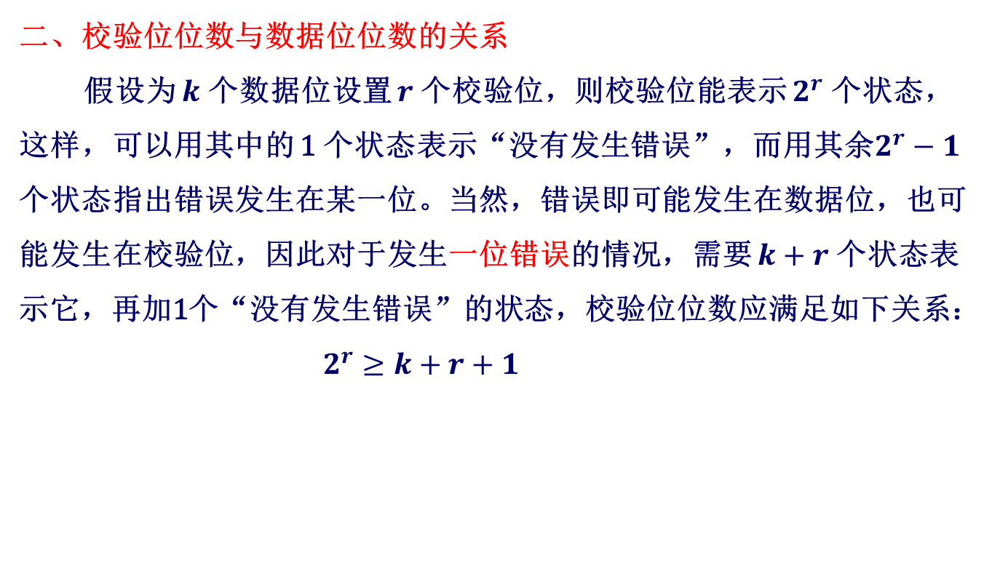 二、校验位位数与数据位位数的关系
假设为 k 个数据位设置 r 个校验位，则校验位能表示 2^r 个状态，
这样，可以用其中的 1 个状态表示“没有发生错误”，而用其余2^r − 1
个状态指出错误发生在某一位。当然，错误即可能发生在数据位，也可
能发生在校验位，因此对于发生一位错误的情况，需要 k + r 个状态表
示它，再加1个“没有发生错误”的状态，校验位位数应满足如下关系：
2^r ≥ k + r + 1